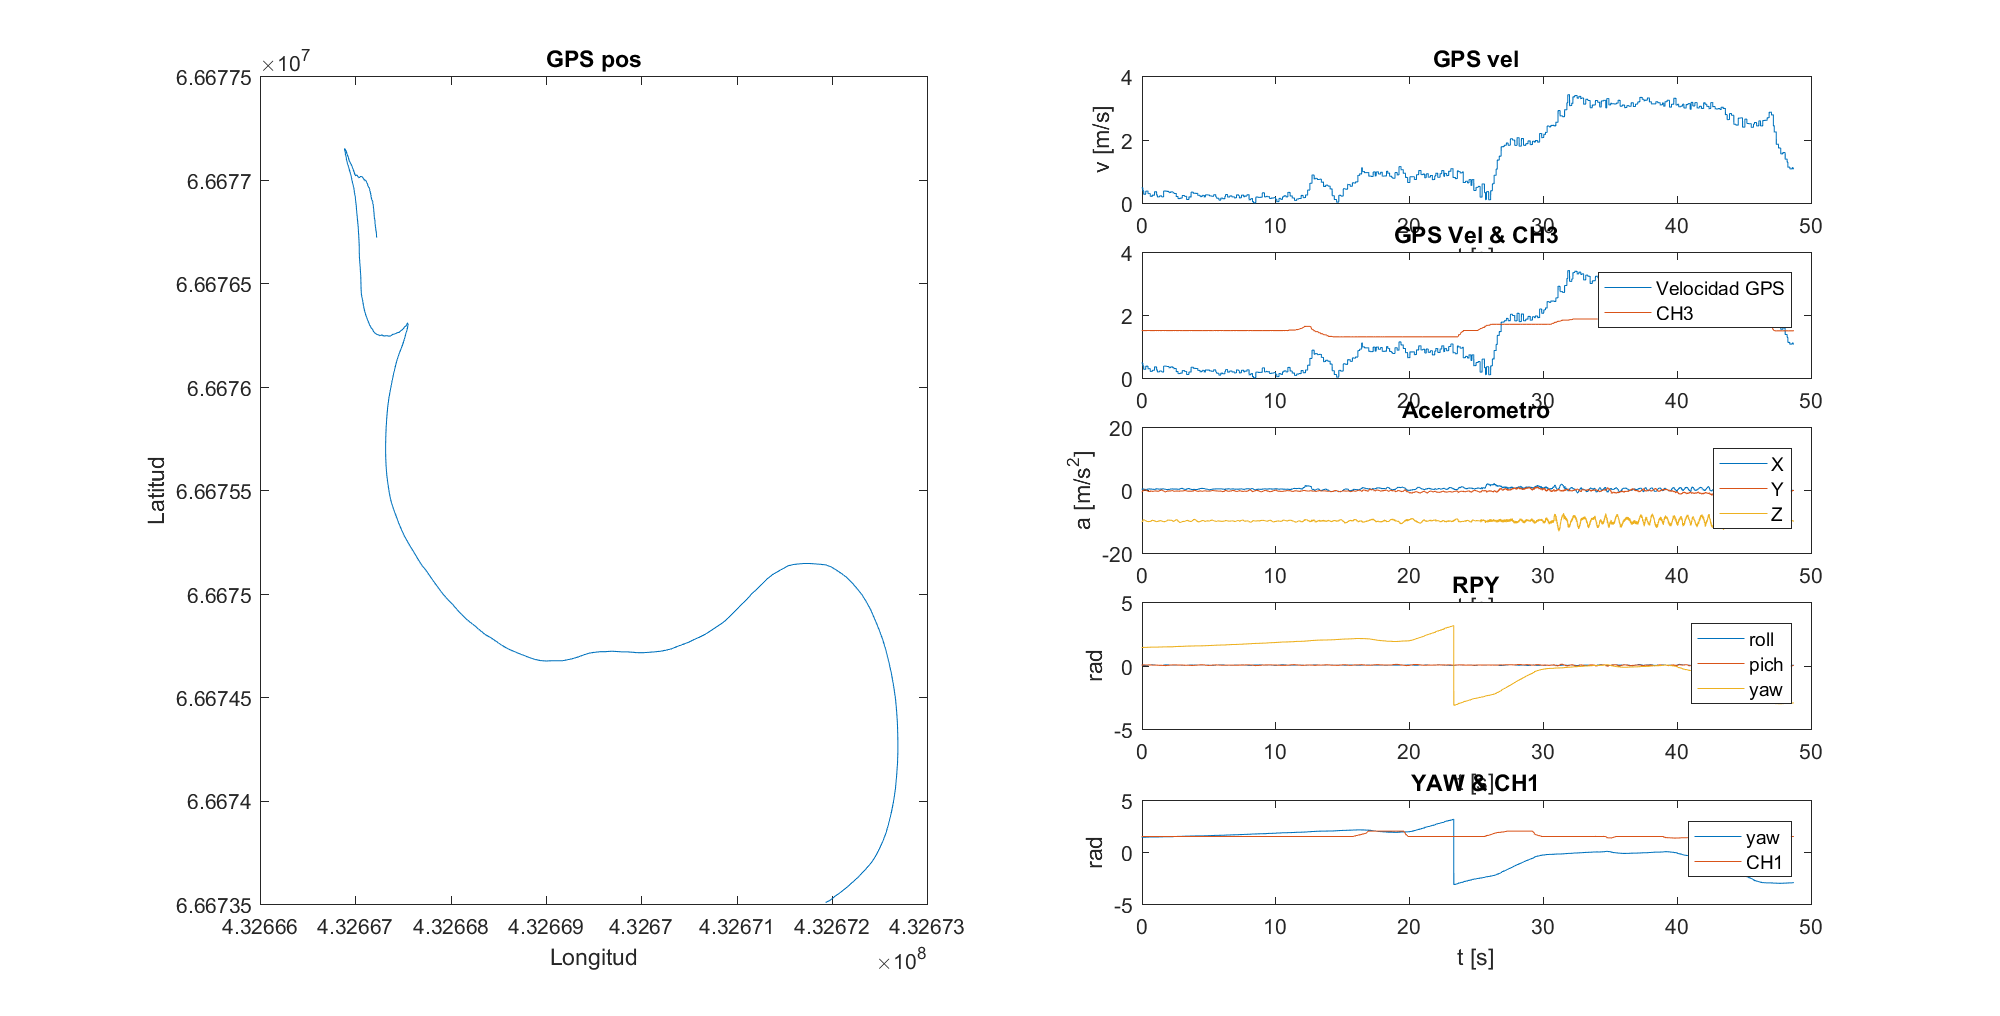 GPS pos
×10^7
6.66775
6.6677
6.66765
6.6676
6.66755
6.6675
6.66745
6.6674
6.66735
Latitud
4.32666 4.32667 4.32668 4.32669 4.3267 4.32671 4.32672 4.32673
Longitud
×10^8
GPS vel
4
2
0
v [m/s]
0 10 20 30 40 50
GPS Vel & CH3
4
2
0
Velocidad GPS
CH3
0 10 20 30 40 50
Acelerometro
20
0
-20
a [m/s^2]
X
Y
Z
0 10 20 30 40 50
RPY
5
0
-5
rad
roll
pich
yaw
0 10 20 30 40 50
t [s]
YAW & CH1
5
0
-5
rad
yaw
CH1
0 10 20 30 40 50
t [s]